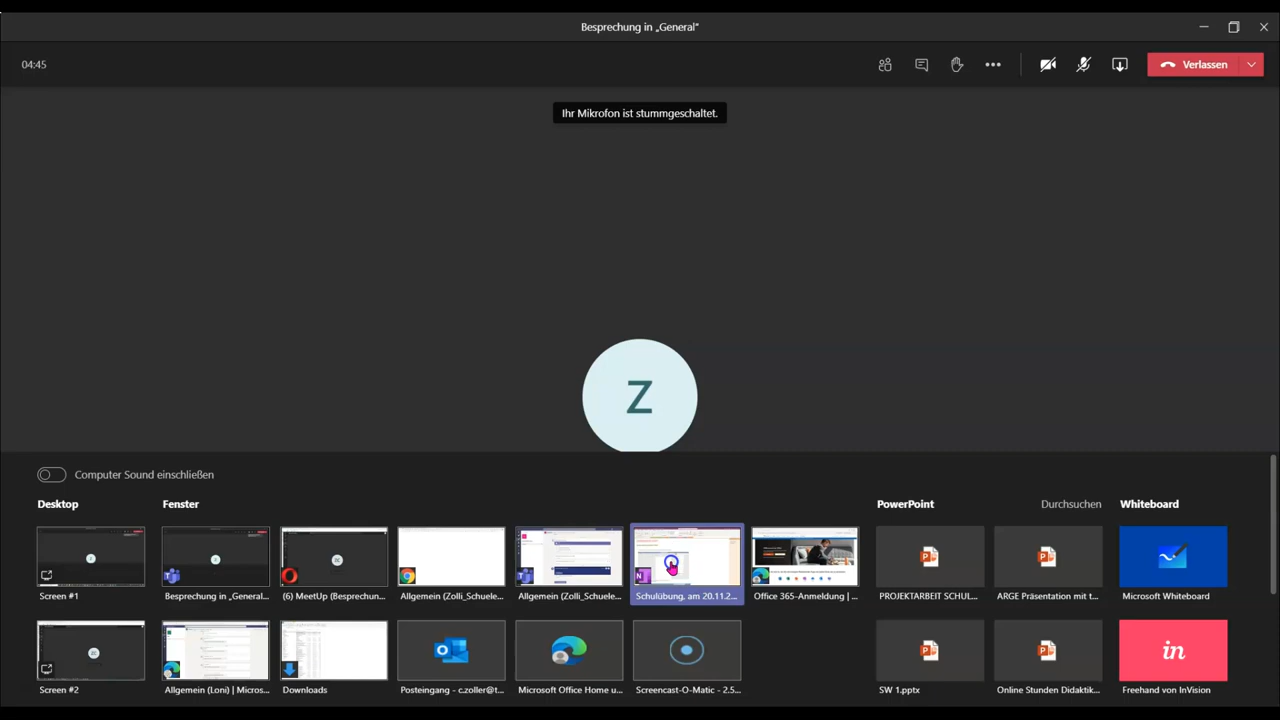 Besprechung in „General“
04:45
Verlassen
Ihr Mikrofon ist stummgeschaltet.
Z
Computer Sound einschließen
Desktop
Fenster
PowerPoint
Durchsuchen
Whiteboard
Screen #1
Besprechung in „General...
(6) MeetUp (Besprechun...
Allgemein (Zolli_Schuele...
Allgemein (Zolli_Schuele...
Schulübung, am 20.11.2...
Office 365-Anmeldung | ...
PROJEKTARBEIT SCHUL...
ARGE Präsentation mit t...
Microsoft Whiteboard
in
Screen #2
Allgemein (Loni) | Micros...
Downloads
Posteingang - c.zoller@t...
Microsoft Office Home u...
Screencast-O-Matic - 2.5...
SW 1.pptx
Online Stunden Didaktik...
Freehand von InVision